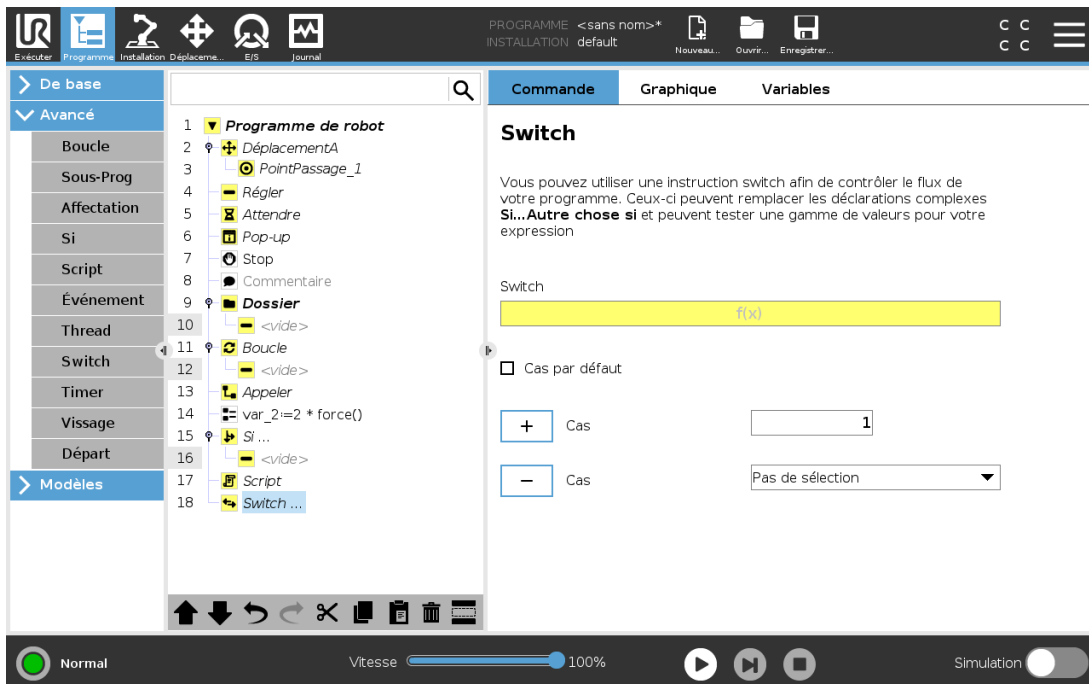 PROGRAMME <sans nom>*
INSTALLATION default
Exécuter Programme Installation Déplaceme... E/S Journal
Nouveau... Ouvrir... Enregistrer...
C C
C C
De base
Avancé
Boucle
Sous-Prog
Affectation
Si
Script
Événement
Thread
Switch
Timer
Vissage
Départ
Modèles
1 Programme de robot
2 DéplacementA
3 PointPassage_1
4 Régler
5 Attendre
6 Pop-up
7 Stop
8 Commentaire
9 Dossier
10 <vide>
11 Boucle
12 <vide>
13 Appeler
14 var_2:=2 * force()
15 Si ...
16 <vide>
17 Script
18 Switch ...
Commande Graphique Variables
Switch
Vous pouvez utiliser une instruction switch afin de contrôler le flux de
votre programme. Ceux-ci peuvent remplacer les déclarations complexes
Si...Autre chose si et peuvent tester une gamme de valeurs pour votre
expression
Switch
f(x)
Cas par défaut
+ Cas 1
− Cas Pas de sélection
Normal
Vitesse 100%
Simulation